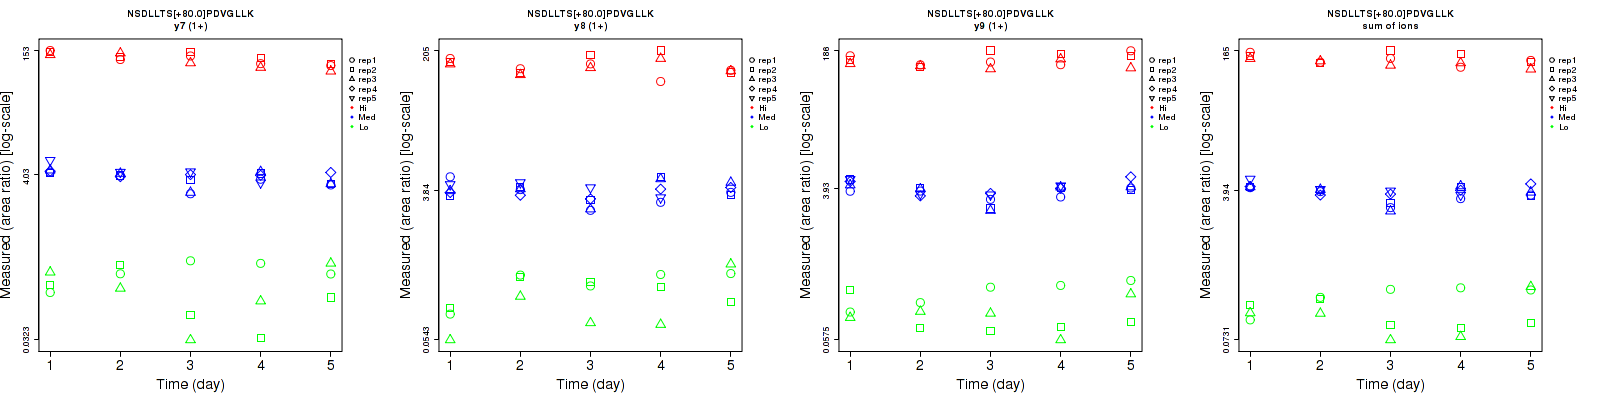 NSDLLTS[+80.0]PDVGLLK
y7 (1+)
Measured (area ratio) [log-scale]
153
4.03
0.0323
1 2 3 4 5
Time (day)
rep1
rep2
rep3
rep4
rep5
Hi
Med
Lo
NSDLLTS[+80.0]PDVGLLK
y8 (1+)
Measured (area ratio) [log-scale]
205
3.84
0.0543
1 2 3 4 5
Time (day)
rep1
rep2
rep3
rep4
rep5
Hi
Med
Lo
NSDLLTS[+80.0]PDVGLLK
y9 (1+)
Measured (area ratio) [log-scale]
186
3.93
0.0575
1 2 3 4 5
Time (day)
rep1
rep2
rep3
rep4
rep5
Hi
Med
Lo
NSDLLTS[+80.0]PDVGLLK
sum of ions
Measured (area ratio) [log-scale]
165
3.94
0.0731
1 2 3 4 5
Time (day)
rep1
rep2
rep3
rep4
rep5
Hi
Med
Lo